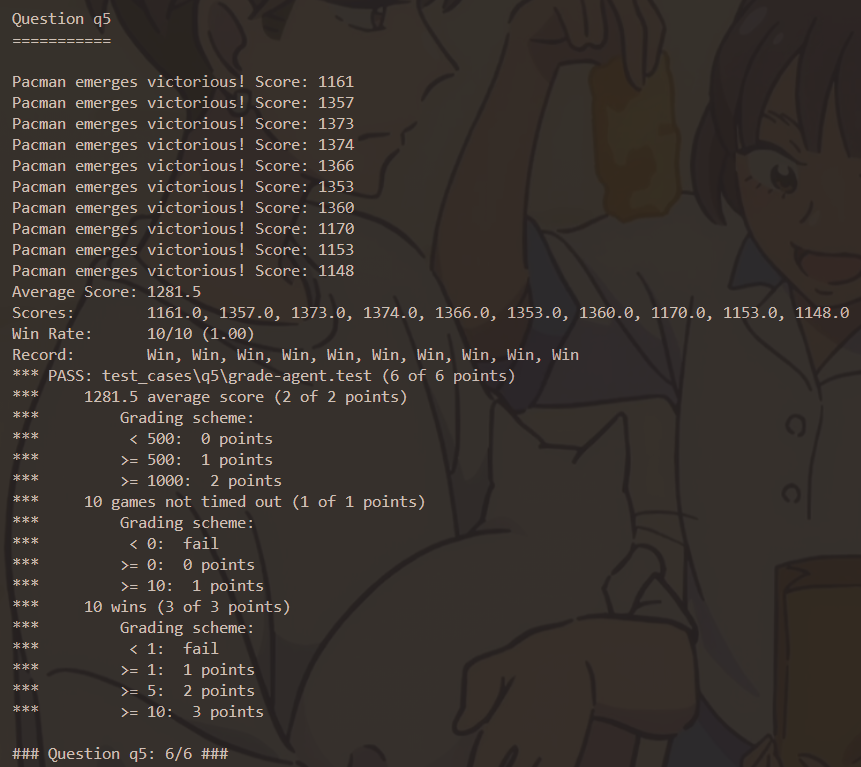 Question q5
===========
Pacman emerges victorious! Score: 1161
Pacman emerges victorious! Score: 1357
Pacman emerges victorious! Score: 1373
Pacman emerges victorious! Score: 1374
Pacman emerges victorious! Score: 1366
Pacman emerges victorious! Score: 1353
Pacman emerges victorious! Score: 1360
Pacman emerges victorious! Score: 1170
Pacman emerges victorious! Score: 1153
Pacman emerges victorious! Score: 1148
Average Score: 1281.5
Scores:        1161.0, 1357.0, 1373.0, 1374.0, 1366.0, 1353.0, 1360.0, 1170.0, 1153.0, 1148.0
Win Rate:      10/10 (1.00)
Record:        Win, Win, Win, Win, Win, Win, Win, Win, Win, Win
*** PASS: test_cases\q5\grade-agent.test (6 of 6 points)
***     1281.5 average score (2 of 2 points)
***         Grading scheme:
***          < 500:  0 points
***         >= 500:  1 points
***         >= 1000:  2 points
***     10 games not timed out (1 of 1 points)
***         Grading scheme:
***          < 0:  fail
***         >= 0:  0 points
***         >= 10:  1 points
***     10 wins (3 of 3 points)
***         Grading scheme:
***          < 1:  fail
***         >= 1:  1 points
***         >= 5:  2 points
***         >= 10:  3 points
### Question q5: 6/6 ###